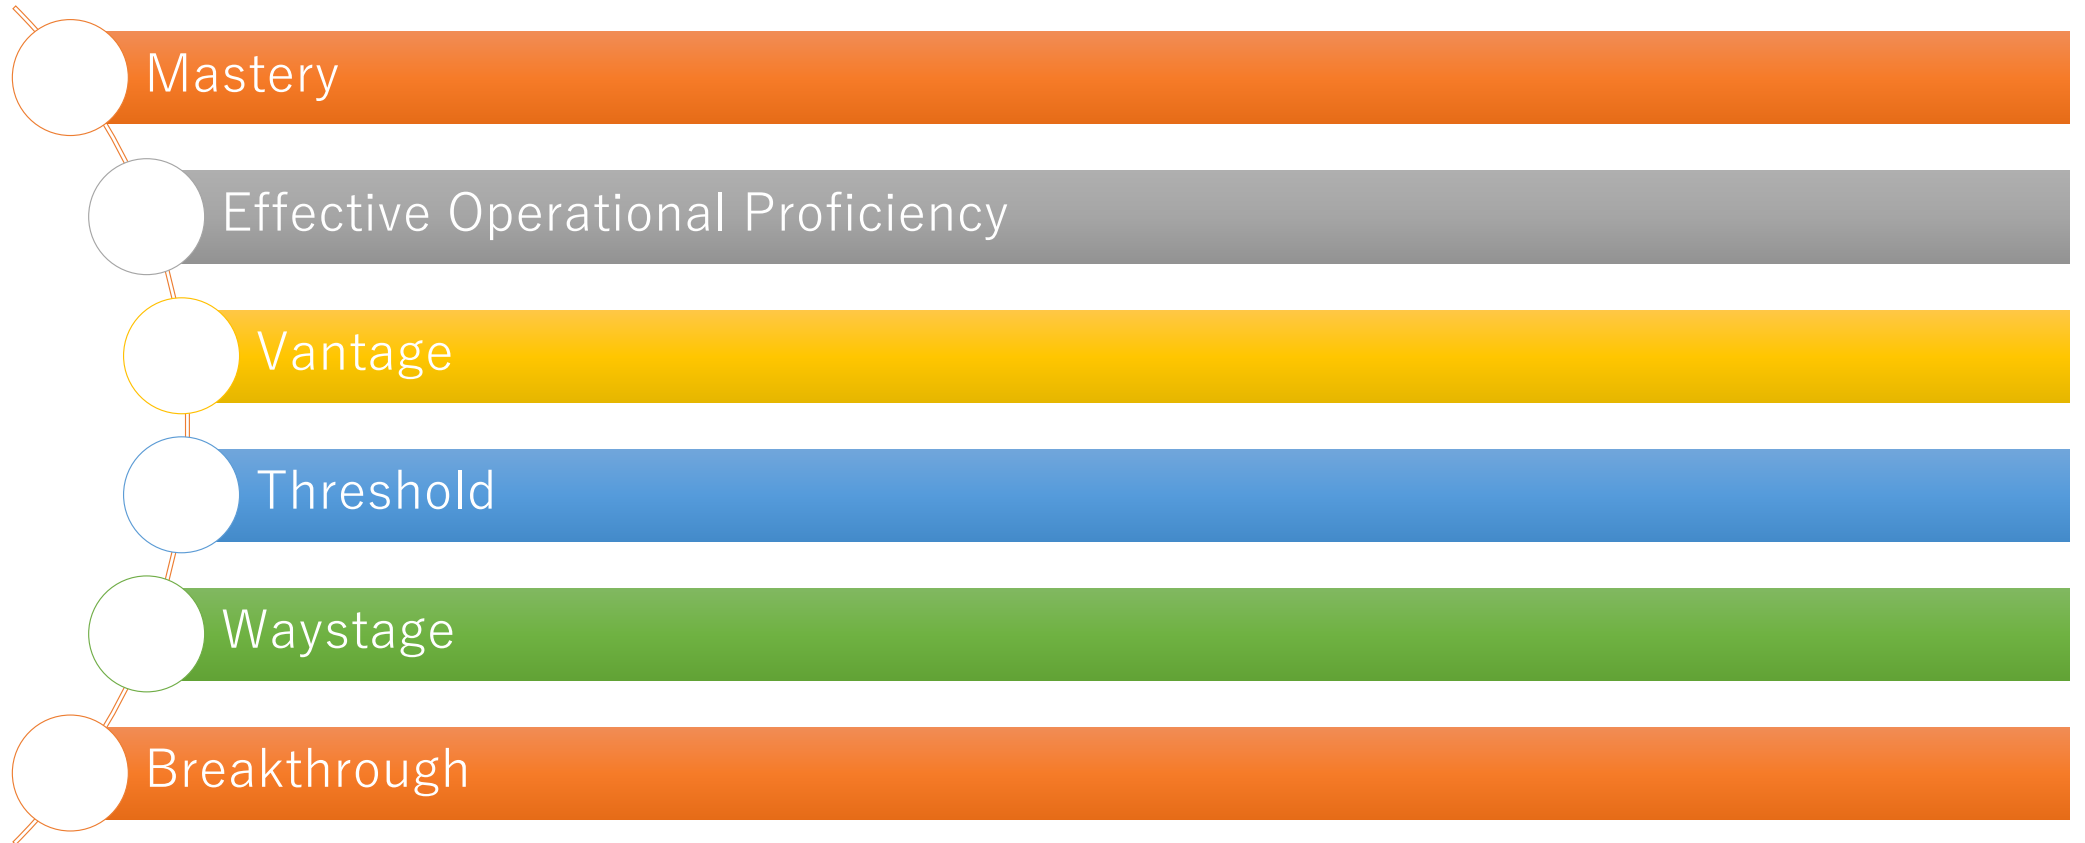 Mastery
Effective Operational Proficiency
Vantage
Threshold
Waystage
Breakthrough